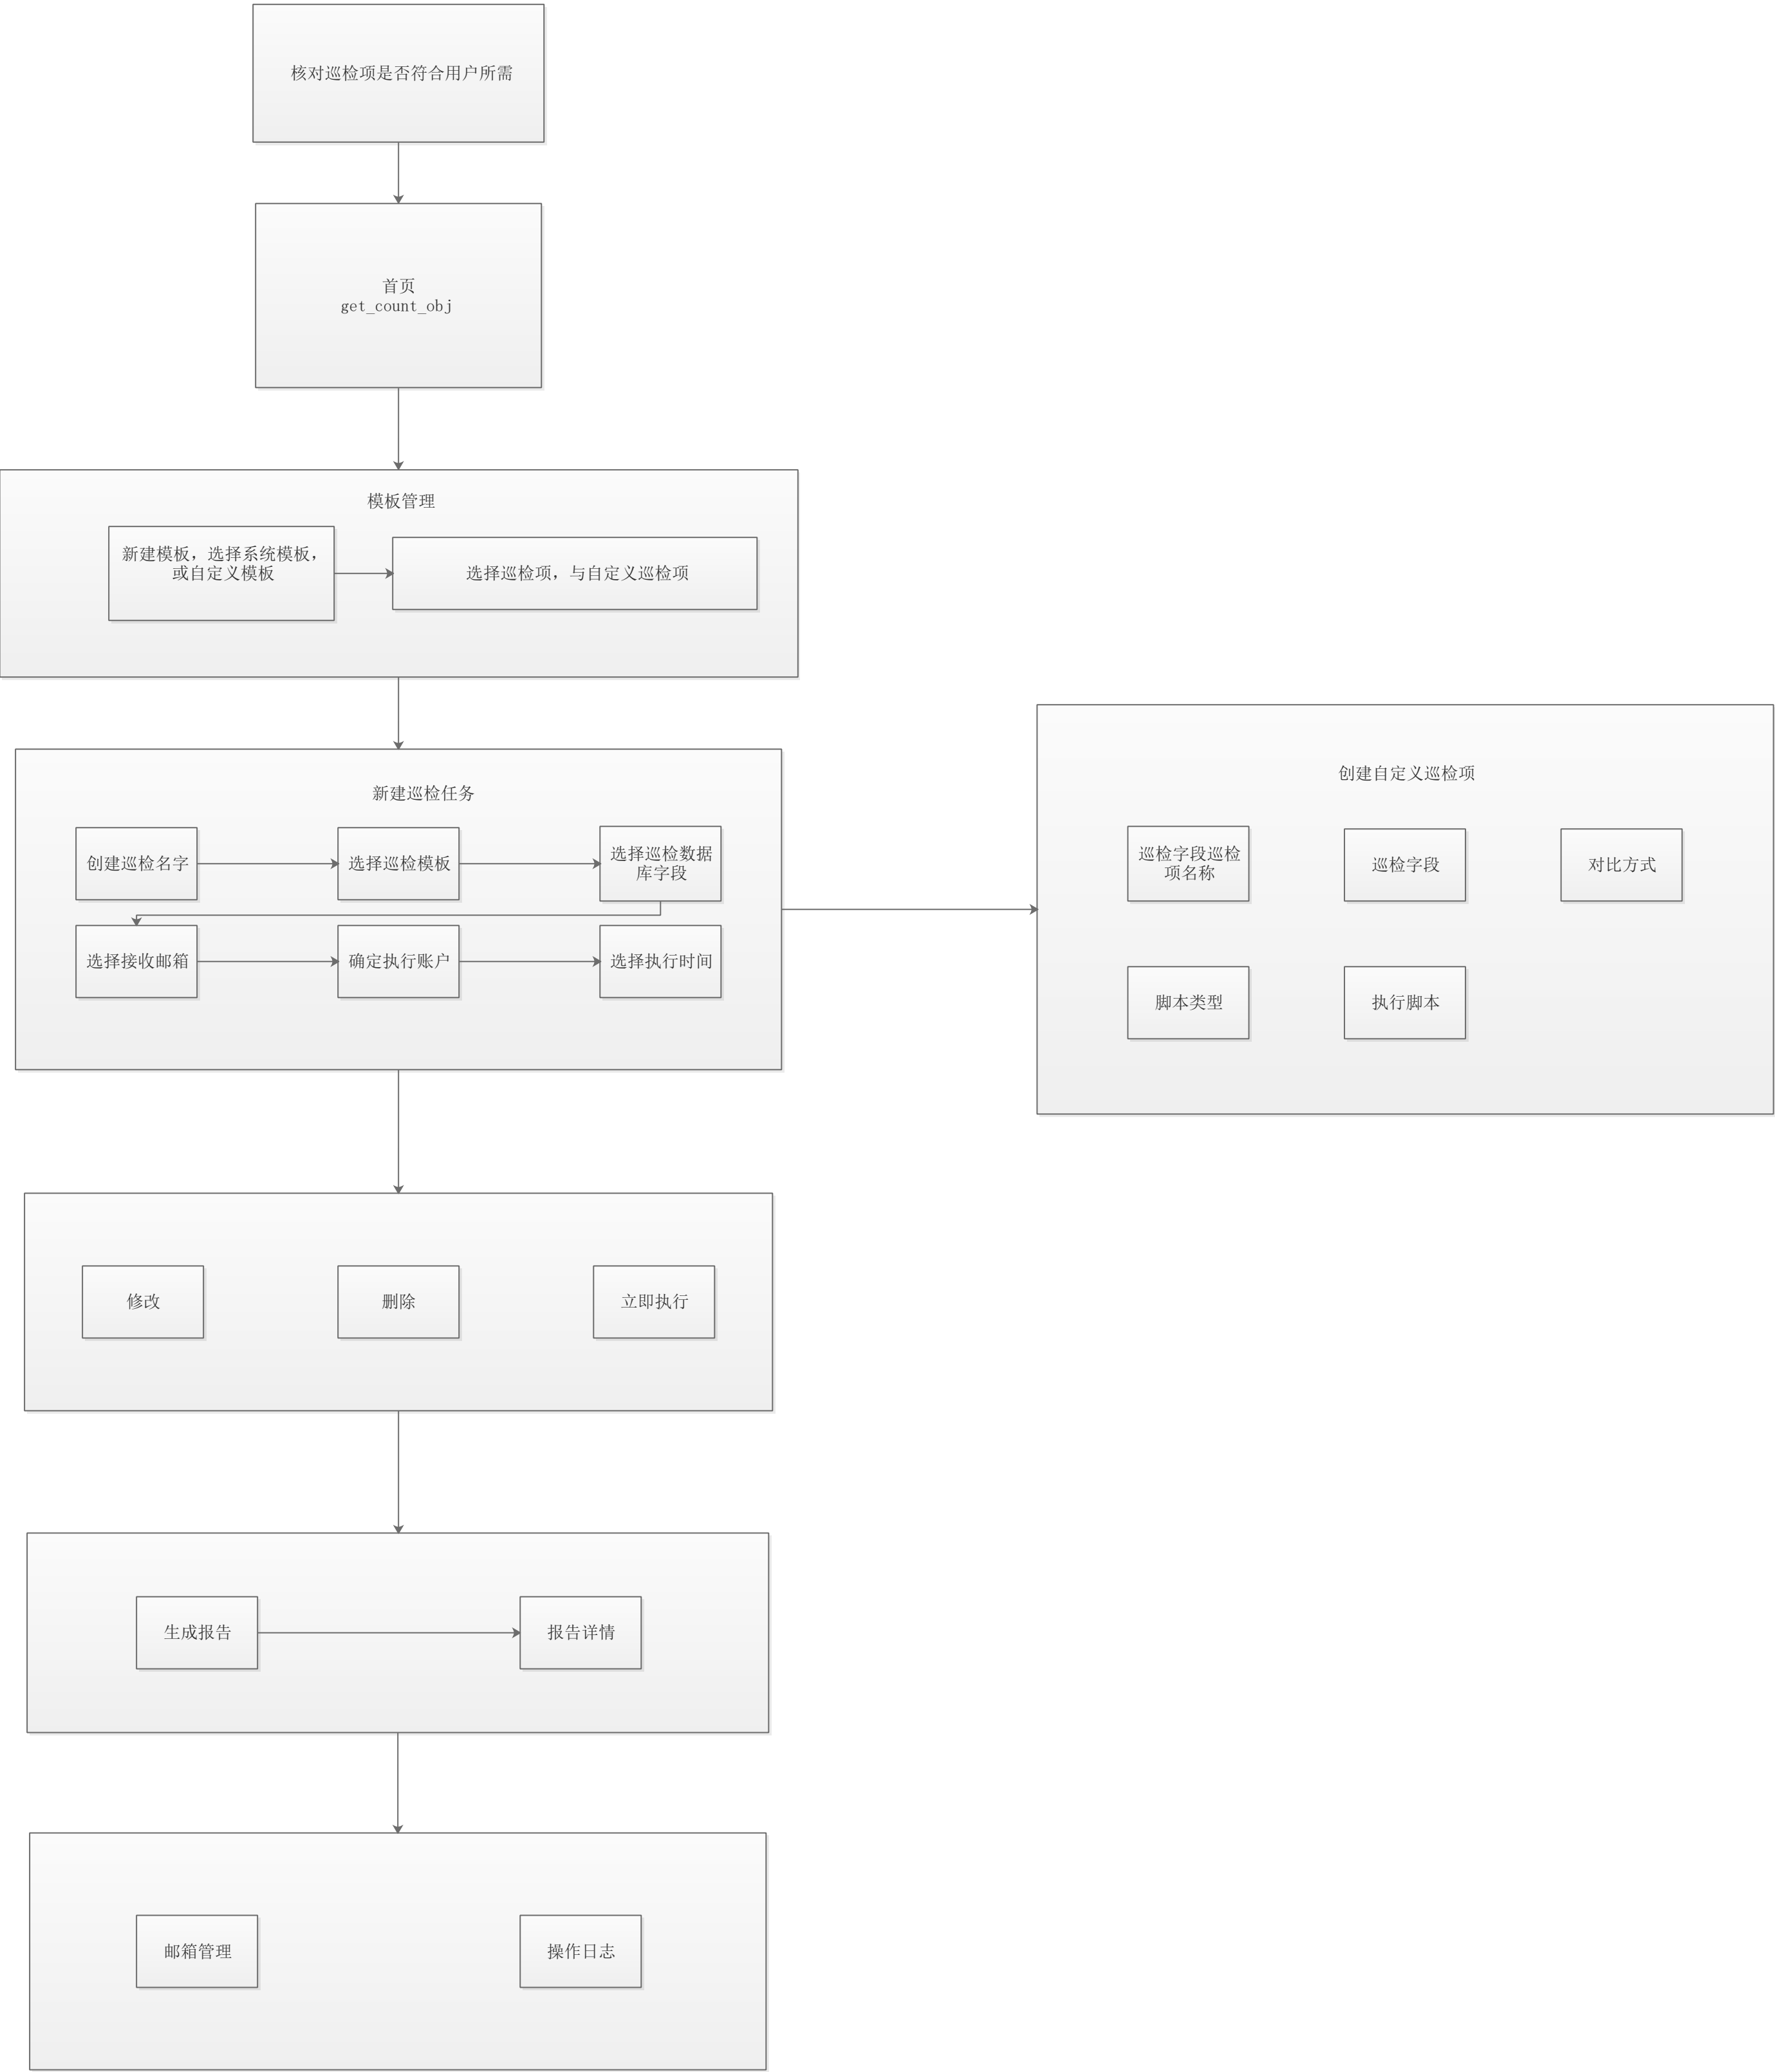 核对巡检项是否符合用户所需
首页
get_count_obj
模板管理
新建模板，选择系统模板，
或自定义模板
选择巡检项，与自定义巡检项
新建巡检任务
创建巡检名字
选择巡检模板
选择巡检数据
库字段
选择接收邮箱
确定执行账户
选择执行时间
创建自定义巡检项
巡检字段巡检
项名称
巡检字段
对比方式
脚本类型
执行脚本
修改
删除
立即执行
生成报告
报告详情
邮箱管理
操作日志